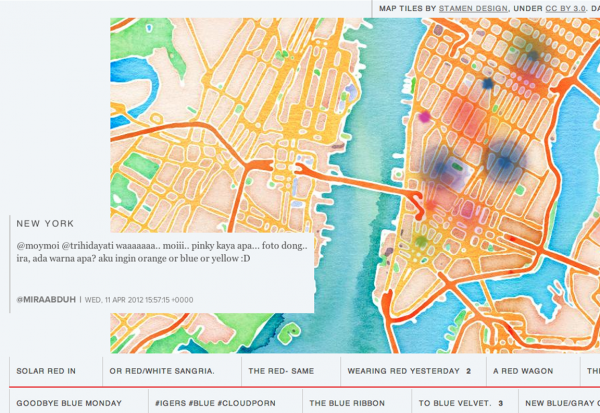 MAP TILES BY STAMEN DESIGN, UNDER CC BY 3.0. DA
NEW YORK
@moymoi @trihidayati waaaaaaa.. moiii.. pinky kaya apa... foto dong..
ira, ada warna apa? aku ingin orange or blue or yellow :D
@MIRAABDUH | WED, 11 APR 2012 15:57:15 +0000
SOLAR RED IN
OR RED/WHITE SANGRIA.
THE RED- SAME
WEARING RED YESTERDAY 2
A RED WAGON
GOODBYE BLUE MONDAY
#IGERS #BLUE #CLOUDPORN
THE BLUE RIBBON
TO BLUE VELVET. 3
NEW BLUE/GRAY